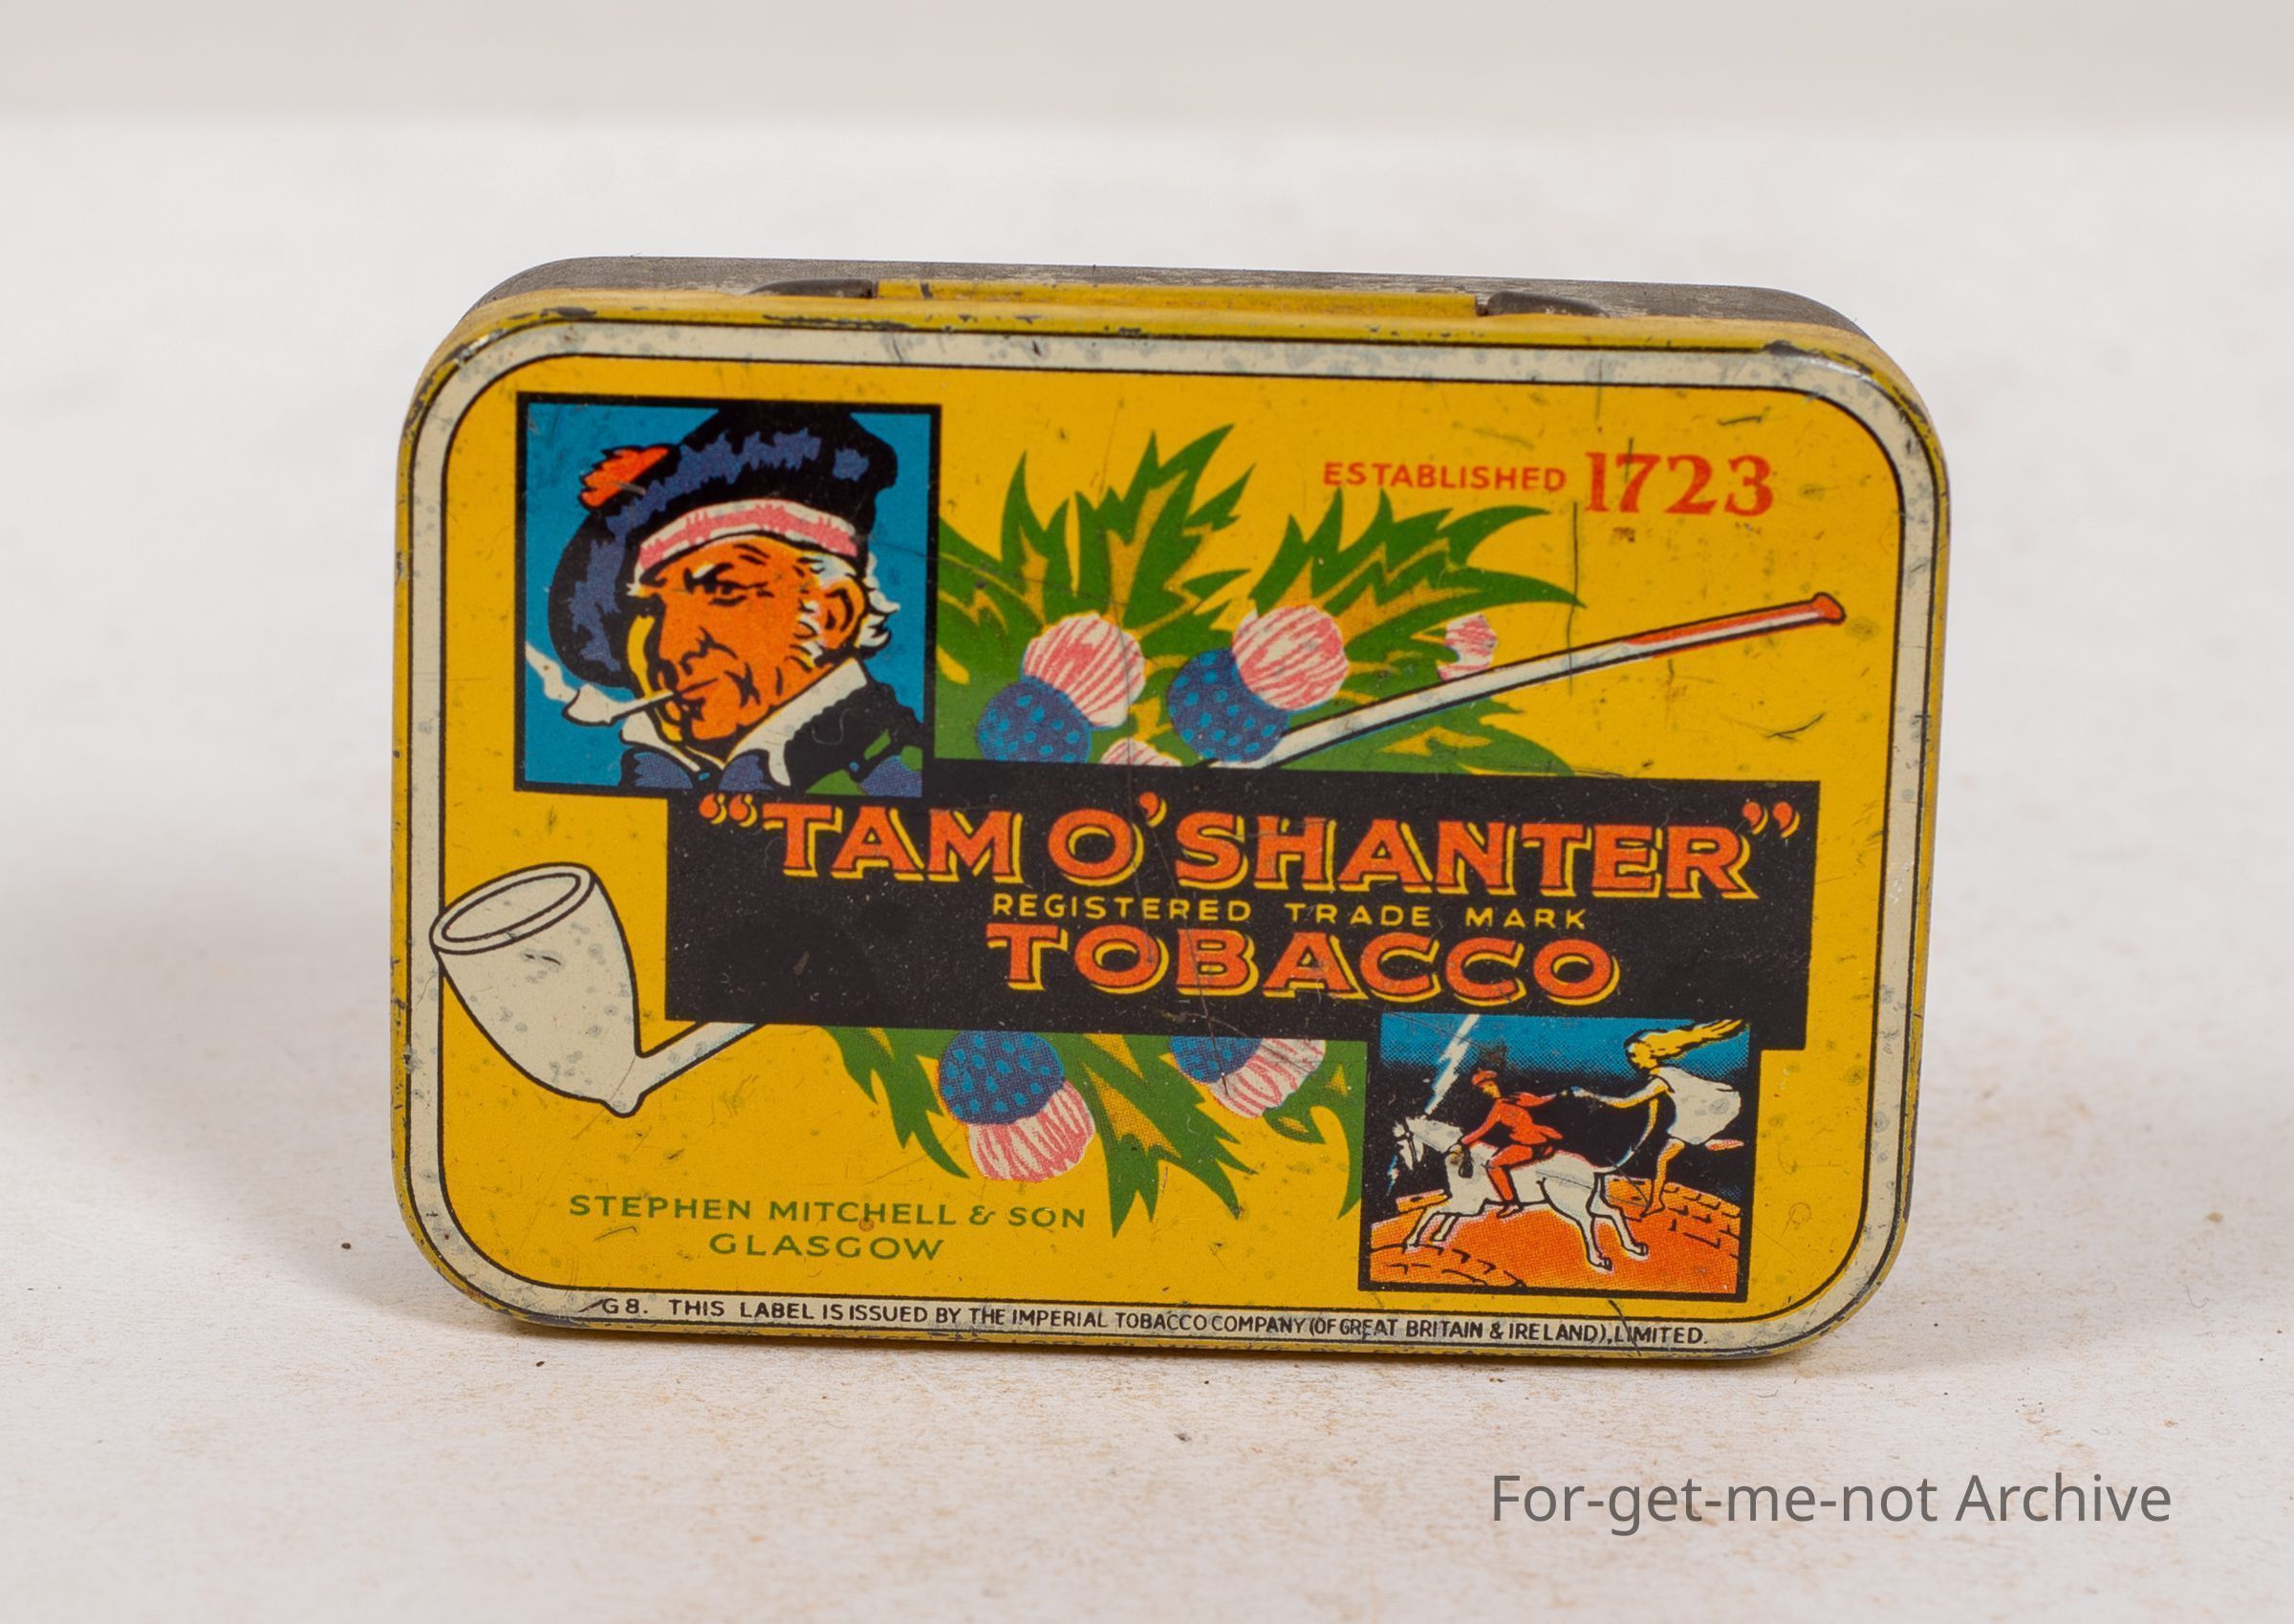 ESTABLISHED 1723
“TAM O’SHANTER”
REGISTERED TRADE MARK
TOBACCO
STEPHEN MITCHELL & SON
GLASGOW
G 8. THIS LABEL IS ISSUED BY THE IMPERIAL TOBACCO COMPANY (OF GREAT BRITAIN & IRELAND), LIMITED.
For-get-me-not Archive